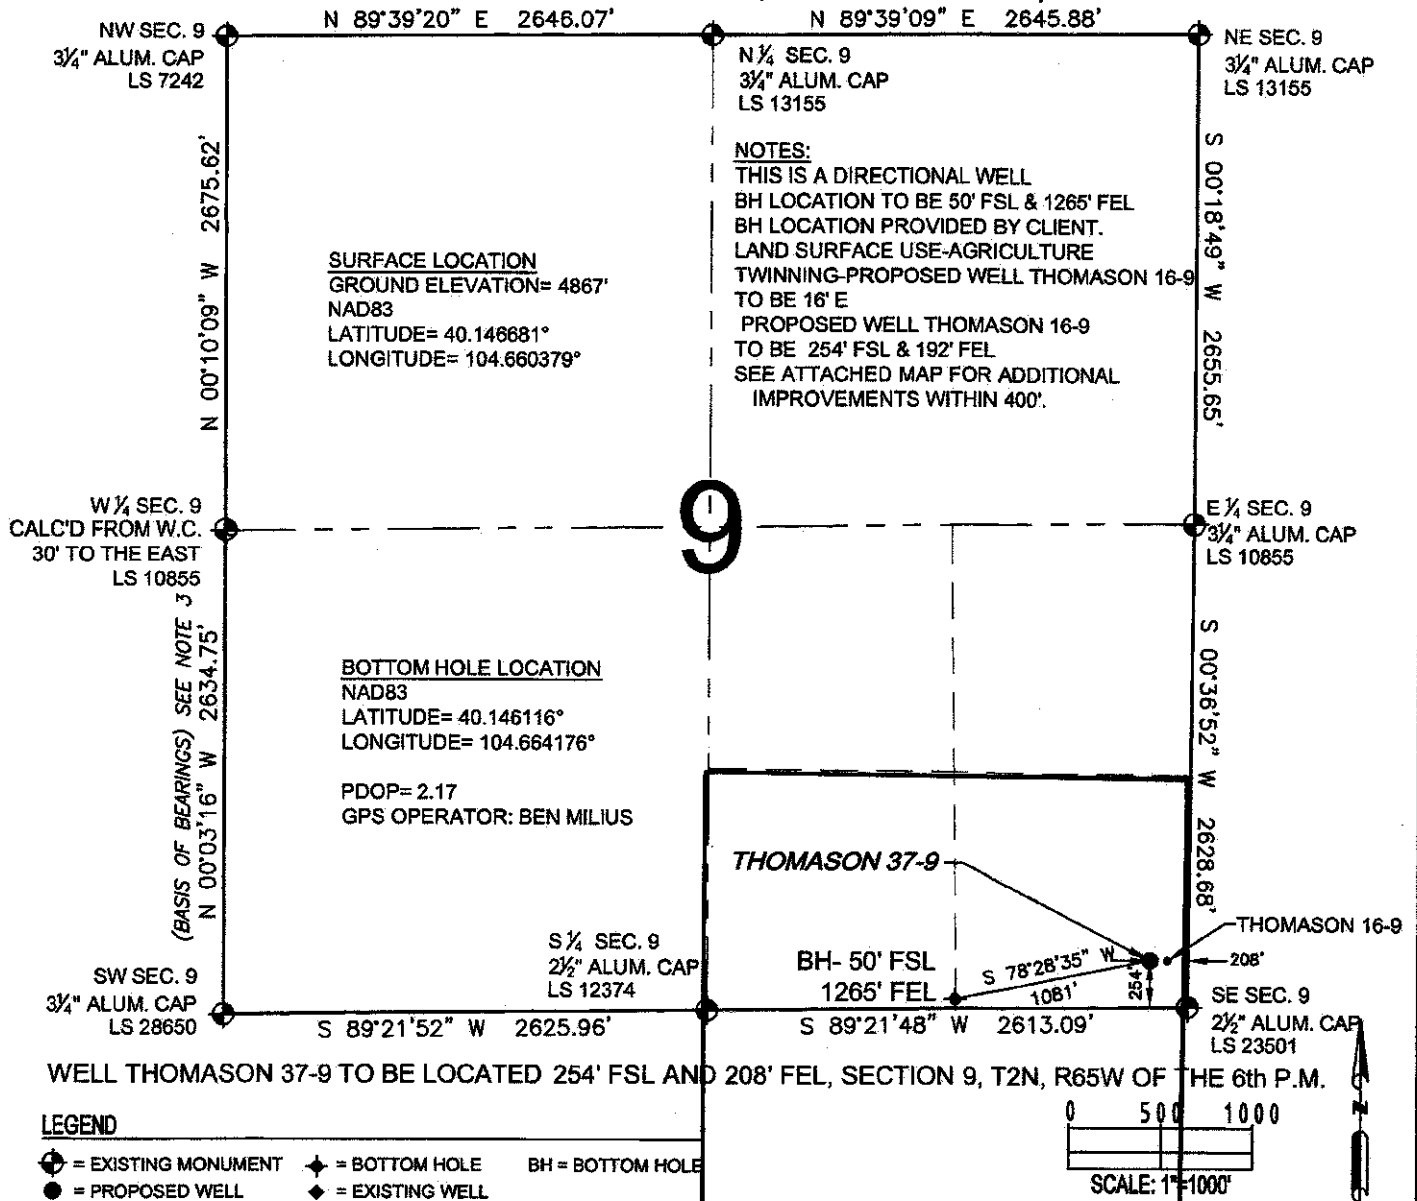 N 89°39'20" E 2646.07'
N 89°39'09" E 2645.88'
NW SEC. 9
3¼" ALUM. CAP
LS 7242
N ¼ SEC. 9
3¼" ALUM. CAP
LS 13155
NE SEC. 9
3¼" ALUM. CAP
LS 13155
N 00°10'09" W 2675.62'
S 00°18'49" W 2655.65'
NOTES:
THIS IS A DIRECTIONAL WELL
BH LOCATION TO BE 50' FSL & 1265' FEL
BH LOCATION PROVIDED BY CLIENT.
LAND SURFACE USE-AGRICULTURE
TWINNING-PROPOSED WELL THOMASON 16-9
TO BE 16' E
PROPOSED WELL THOMASON 16-9
TO BE 254' FSL & 192' FEL
SEE ATTACHED MAP FOR ADDITIONAL
IMPROVEMENTS WITHIN 400'.
SURFACE LOCATION
GROUND ELEVATION= 4867'
NAD83
LATITUDE= 40.146681°
LONGITUDE= 104.660379°
9
W ¼ SEC. 9
CALC'D FROM W.C.
30' TO THE EAST
LS 10855
E ¼ SEC. 9
3¼" ALUM. CAP
LS 10855
(BASIS OF BEARINGS) SEE NOTE 3
N 00°03'16" W 2634.75'
S 00°36'52" W 2628.68'
BOTTOM HOLE LOCATION
NAD83
LATITUDE= 40.146116°
LONGITUDE= 104.664176°
PDOP= 2.17
GPS OPERATOR: BEN MILIUS
THOMASON 37-9
THOMASON 16-9
208'
254'
BH- 50' FSL
1265' FEL
S 78°28'35" W
1081'
S ¼ SEC. 9
2½" ALUM. CAP
LS 12374
SW SEC. 9
3¼" ALUM. CAP
LS 28650
SE SEC. 9
2½" ALUM. CAP
LS 23501
S 89°21'52" W 2625.96'
S 89°21'48" W 2613.09'
WELL THOMASON 37-9 TO BE LOCATED 254' FSL AND 208' FEL, SECTION 9, T2N, R65W OF THE 6th P.M.
LEGEND
= EXISTING MONUMENT = BOTTOM HOLE BH = BOTTOM HOLE
= PROPOSED WELL = EXISTING WELL
0 500 1000
SCALE: 1"=1000'
N